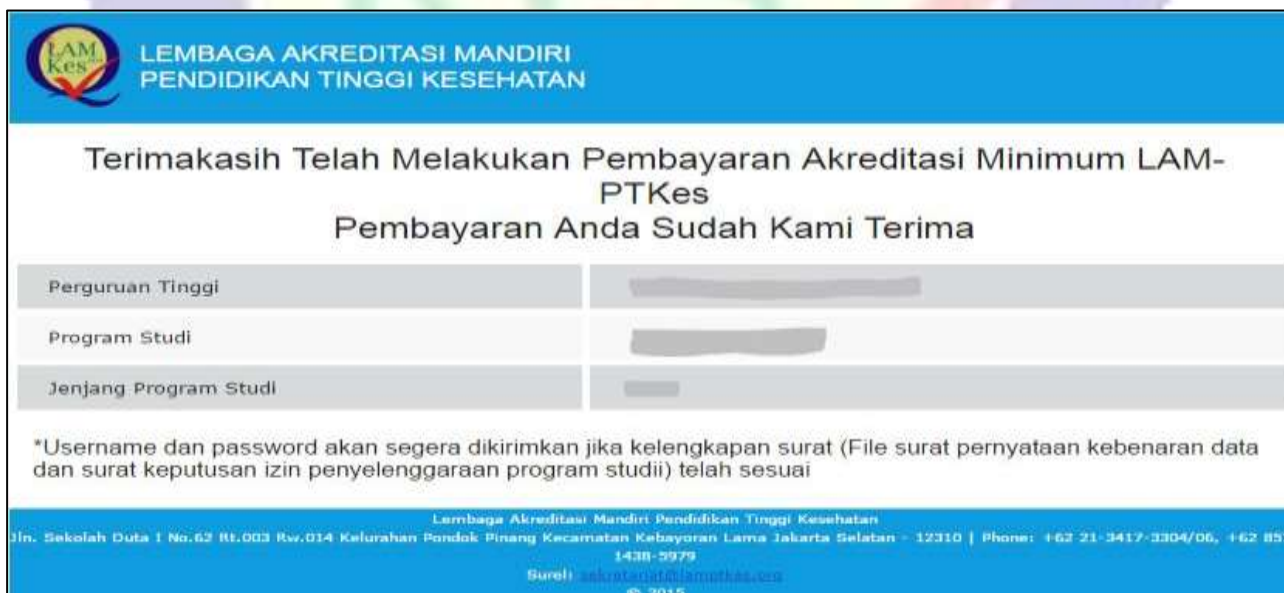 LAM
Kes
LEMBAGA AKREDITASI MANDIRI
PENDIDIKAN TINGGI KESEHATAN
Terimakasih Telah Melakukan Pembayaran Akreditasi Minimum LAM-
PTKes
Pembayaran Anda Sudah Kami Terima
Perguruan Tinggi
Program Studi
Jenjang Program Studi
*Username dan password akan segera dikirimkan jika kelengkapan surat (File surat pernyataan kebenaran data
dan surat keputusan izin penyelenggaraan program studii) telah sesuai
Lembaga Akreditasi Mandiri Pendidikan Tinggi Kesehatan
Jln. Sekolah Duta I No.62 Rt.003 Rw.014 Kelurahan Pondok Pinang Kecamatan Kebayoran Lama Jakarta Selatan - 12310 | Phone: +62 21-3417-3304/06, +62 85
1438-5979
Surel: sekretariat@lamptkes.org
© 2015